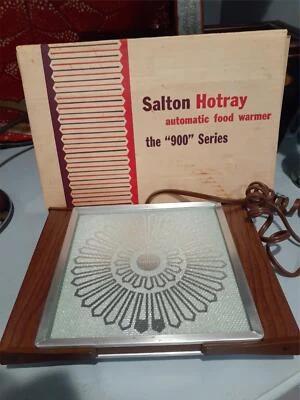 Salton Hotray
automatic food warmer
the "900" Series